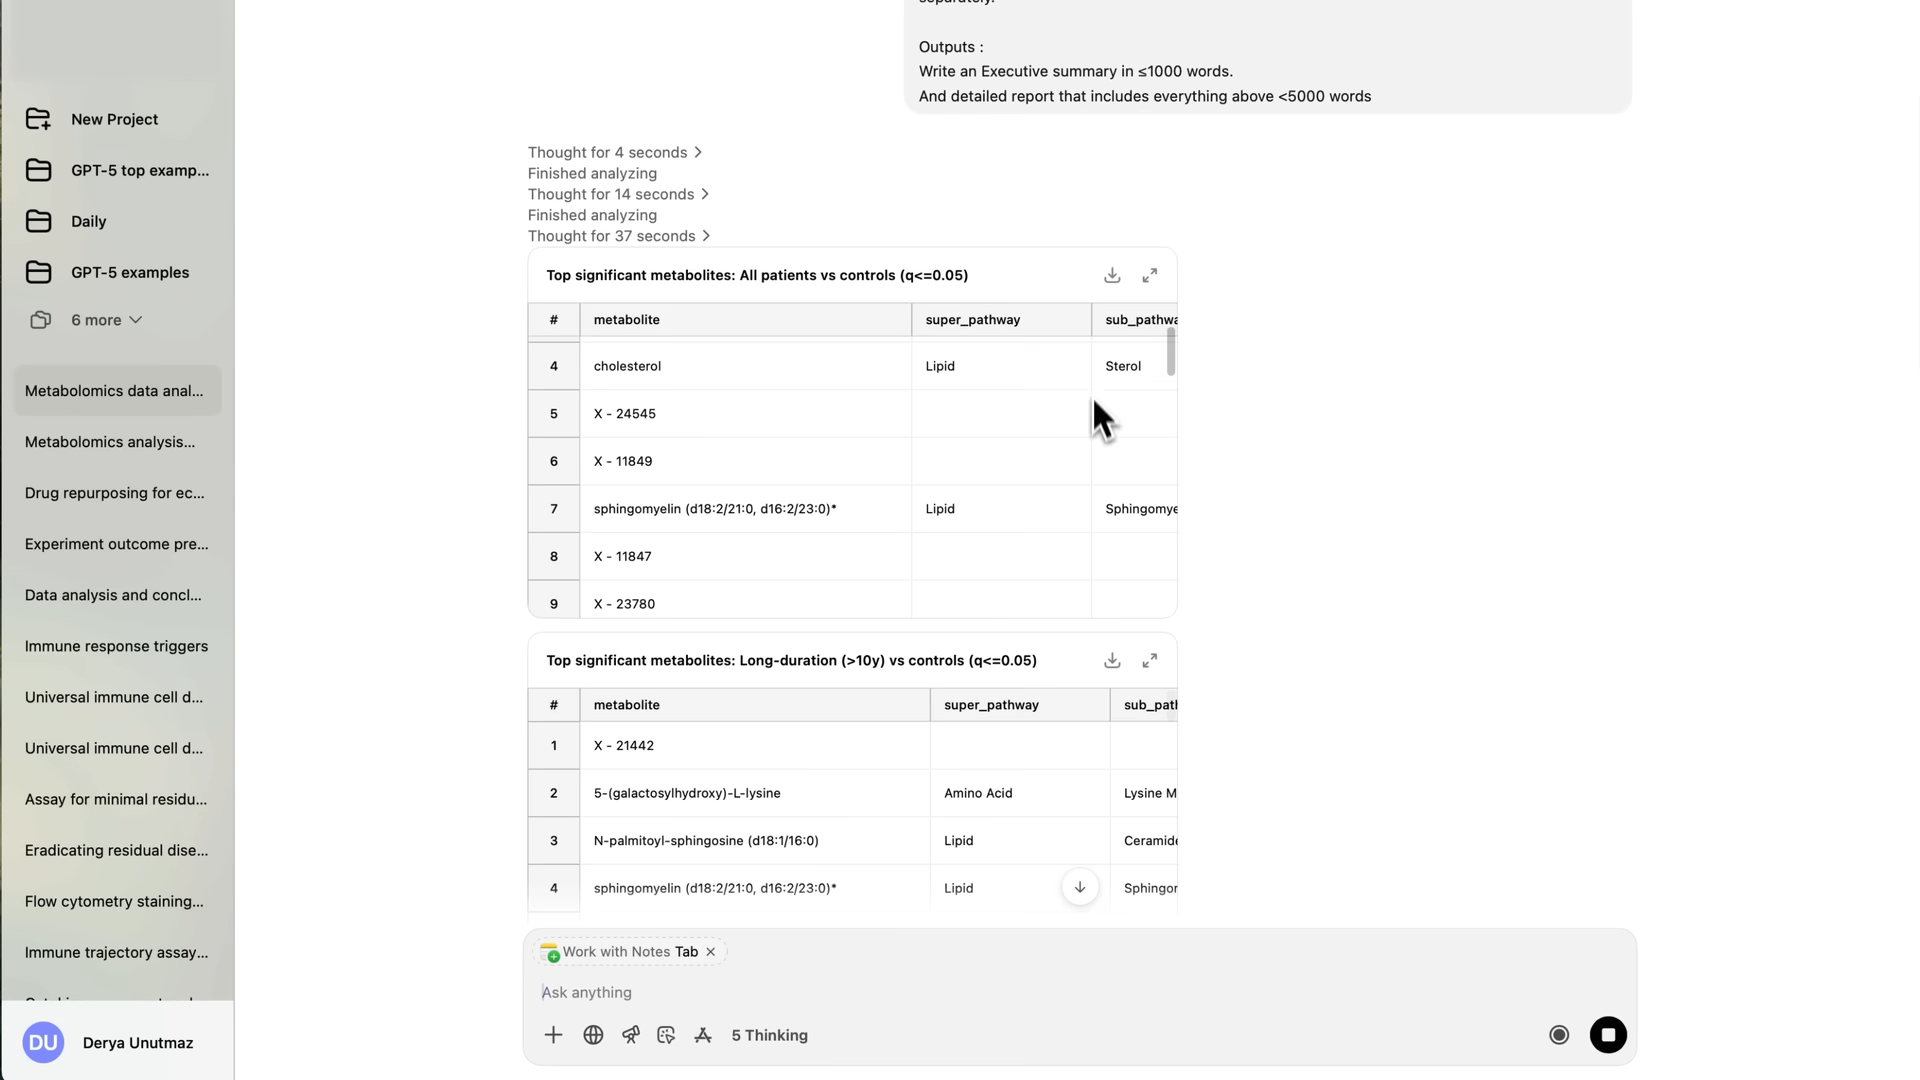 separately.
Outputs :
Write an Executive summary in ≤1000 words.
And detailed report that includes everything above <5000 words
New Project
GPT-5 top examp...
Daily
GPT-5 examples
6 more
Metabolomics data anal...
Metabolomics analysis...
Drug repurposing for ec...
Experiment outcome pre...
Data analysis and concl...
Immune response triggers
Universal immune cell d...
Universal immune cell d...
Assay for minimal residu...
Eradicating residual dise...
Flow cytometry staining...
Immune trajectory assay...
DU Derya Unutmaz
Thought for 4 seconds
Finished analyzing
Thought for 14 seconds
Finished analyzing
Thought for 37 seconds
Top significant metabolites: All patients vs controls (q<=0.05)
# metabolite super_pathway sub_pathwa
4 cholesterol Lipid Sterol
5 X - 24545
6 X - 11849
7 sphingomyelin (d18:2/21:0, d16:2/23:0)* Lipid Sphingomye
8 X - 11847
9 X - 23780
Top significant metabolites: Long-duration (>10y) vs controls (q<=0.05)
# metabolite super_pathway sub_path
1 X - 21442
2 5-(galactosylhydroxy)-L-lysine Amino Acid Lysine M
3 N-palmitoyl-sphingosine (d18:1/16:0) Lipid Ceramide
4 sphingomyelin (d18:2/21:0, d16:2/23:0)* Lipid Sphingor
Work with Notes Tab
Ask anything
5 Thinking